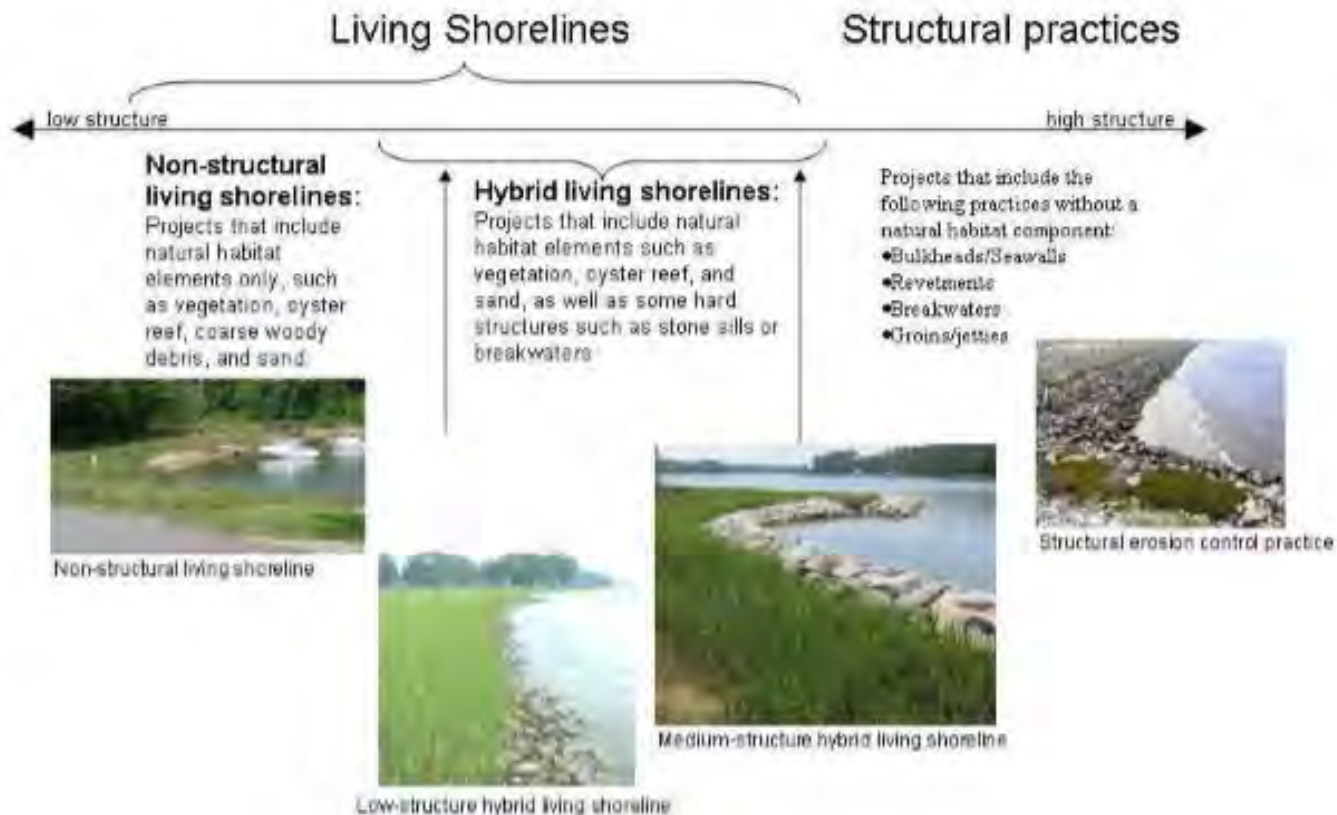 Living Shorelines
Structural practices
low structure
high structure
Non-structural
living shorelines:
Projects that include
natural habitat
elements only, such
as vegetation, oyster
reef, coarse woody
debris, and sand.
Hybrid living shorelines:
Projects that include natural
habitat elements such as
vegetation, oyster reef, and
sand, as well as some hard
structures such as stone sills or
breakwaters
Projects that include the
following practices without a
natural habitat component:
•Bulkheads/Seawalls
•Revetments
•Breakwaters
•Groins/jetties
Non-structural living shoreline
Low-structure hybrid living shoreline
Medium-structure hybrid living shoreline
Structural erosion control practice